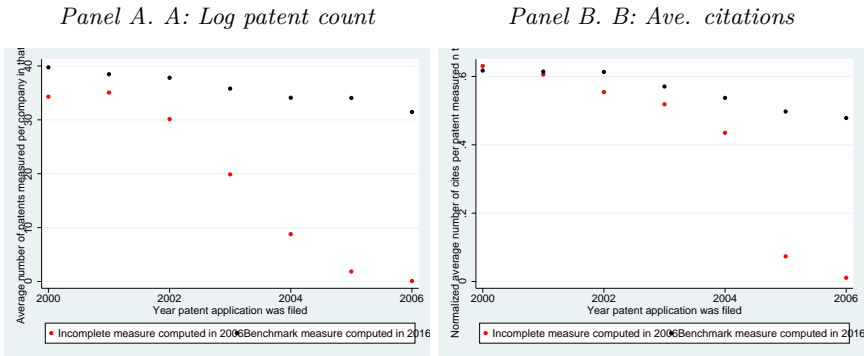 Panel A. A: Log patent count
Average number of patents measured per company in that
40
30
20
10
0
2000
2002
2004
2006
Year patent application was filed
Incomplete measure computed in 2006
Benchmark measure computed in 2016
Panel B. B: Ave. citations
Normalized average number of cites per patent measured n t
.6
.4
.2
0
2000
2002
2004
2006
Year patent application was filed
Incomplete measure computed in 2006
Benchmark measure computed in 2016